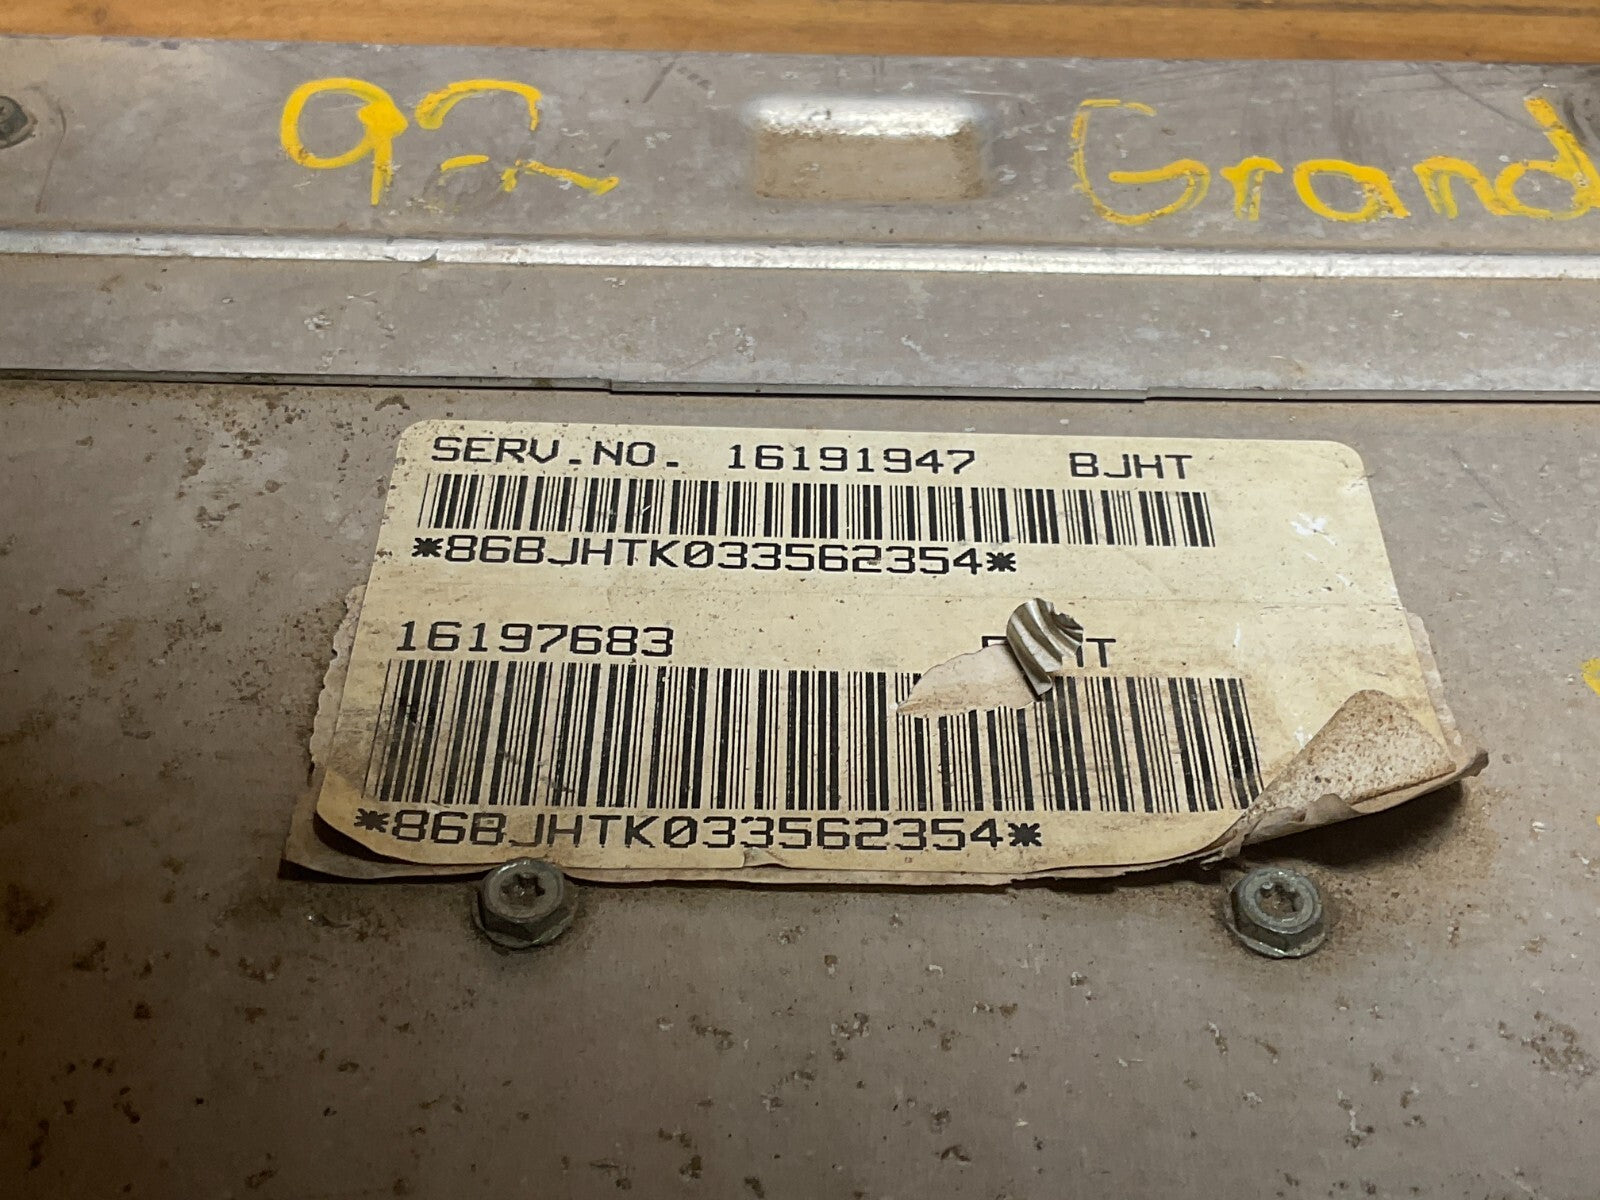 92 Grand
SERV.NO. 16191947 BJHT
*86BJHTK033562354*
16197683
*86BJHTK033562354*